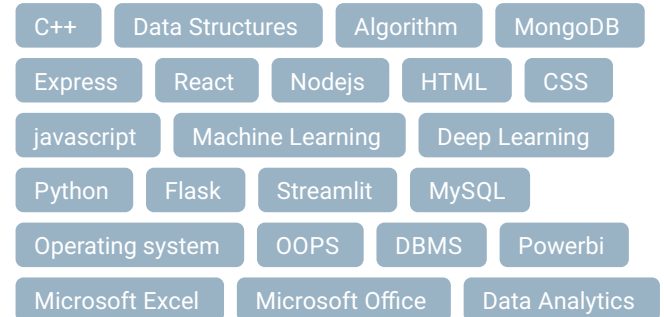 C++ Data Structures Algorithm MongoDB
Express React Nodejs HTML CSS
javascript Machine Learning Deep Learning
Python Flask Streamlit MySQL
Operating system OOPS DBMS Powerbi
Microsoft Excel Microsoft Office Data Analytics